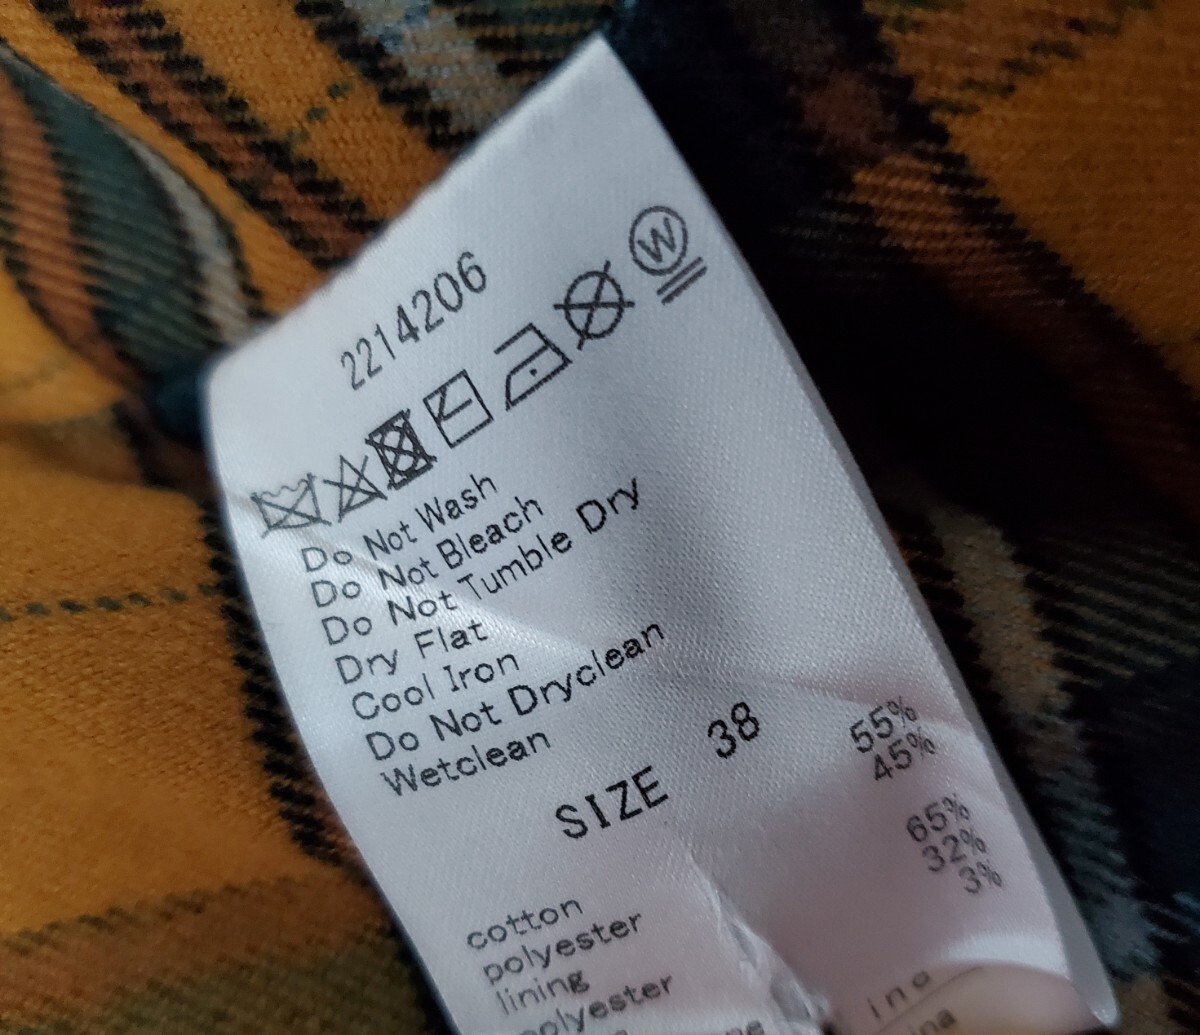 2214206
W
Do Not Wash
Do Not Bleach
Do Not Tumble Dry
Dry Flat
Cool Iron
Do Not Dryclean
Wetclean
SIZE 38
cotton 55%
polyester 45%
lining
polyester 65%
32%
3%